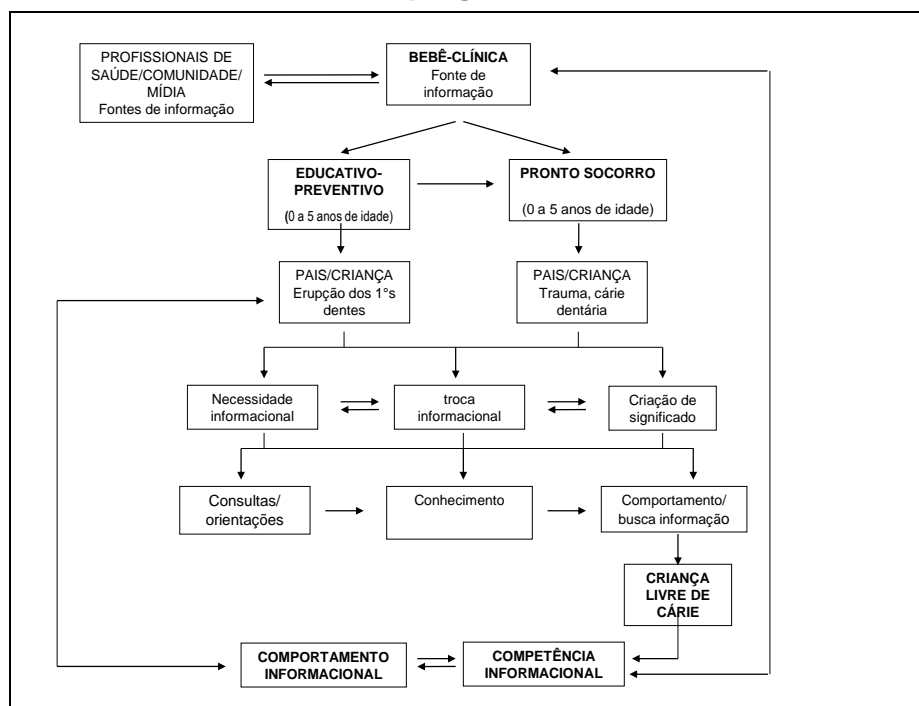 PROFISSIONAIS DE
SAÚDE/COMUNIDADE/
MÍDIA
Fontes de informação
BEBÊ-CLÍNICA
Fonte de
informação
EDUCATIVO-
PREVENTIVO
(0 a 5 anos de idade)
PRONTO SOCORRO
(0 a 5 anos de idade)
PAIS/CRIANÇA
Erupção dos 1°s
dentes
PAIS/CRIANÇA
Trauma, cárie
dentária
Necessidade
informacional
troca
informacional
Criação de
significado
Consultas/
orientações
Conhecimento
Comportamento/
busca informação
CRIANÇA
LIVRE DE
CÁRIE
COMPORTAMENTO
INFORMACIONAL
COMPETÊNCIA
INFORMACIONAL